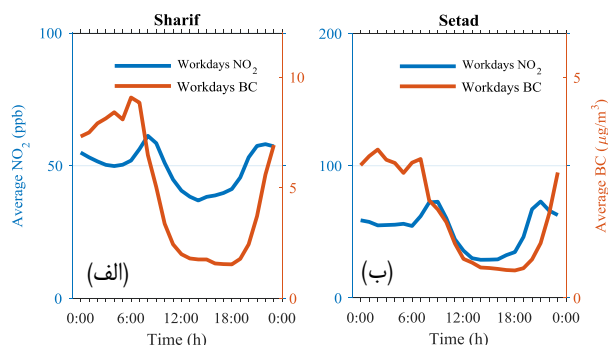 Sharif
Average NO2 (ppb)
100
50
0
Workdays NO2
Workdays BC
10
5
0
(الف)
0:00 6:00 12:00 18:00 0:00
Time (h)
Setad
200
100
0
Workdays NO2
Workdays BC
5
0
Average BC (μg/m3)
(ب)
0:00 6:00 12:00 18:00 0:00
Time (h)